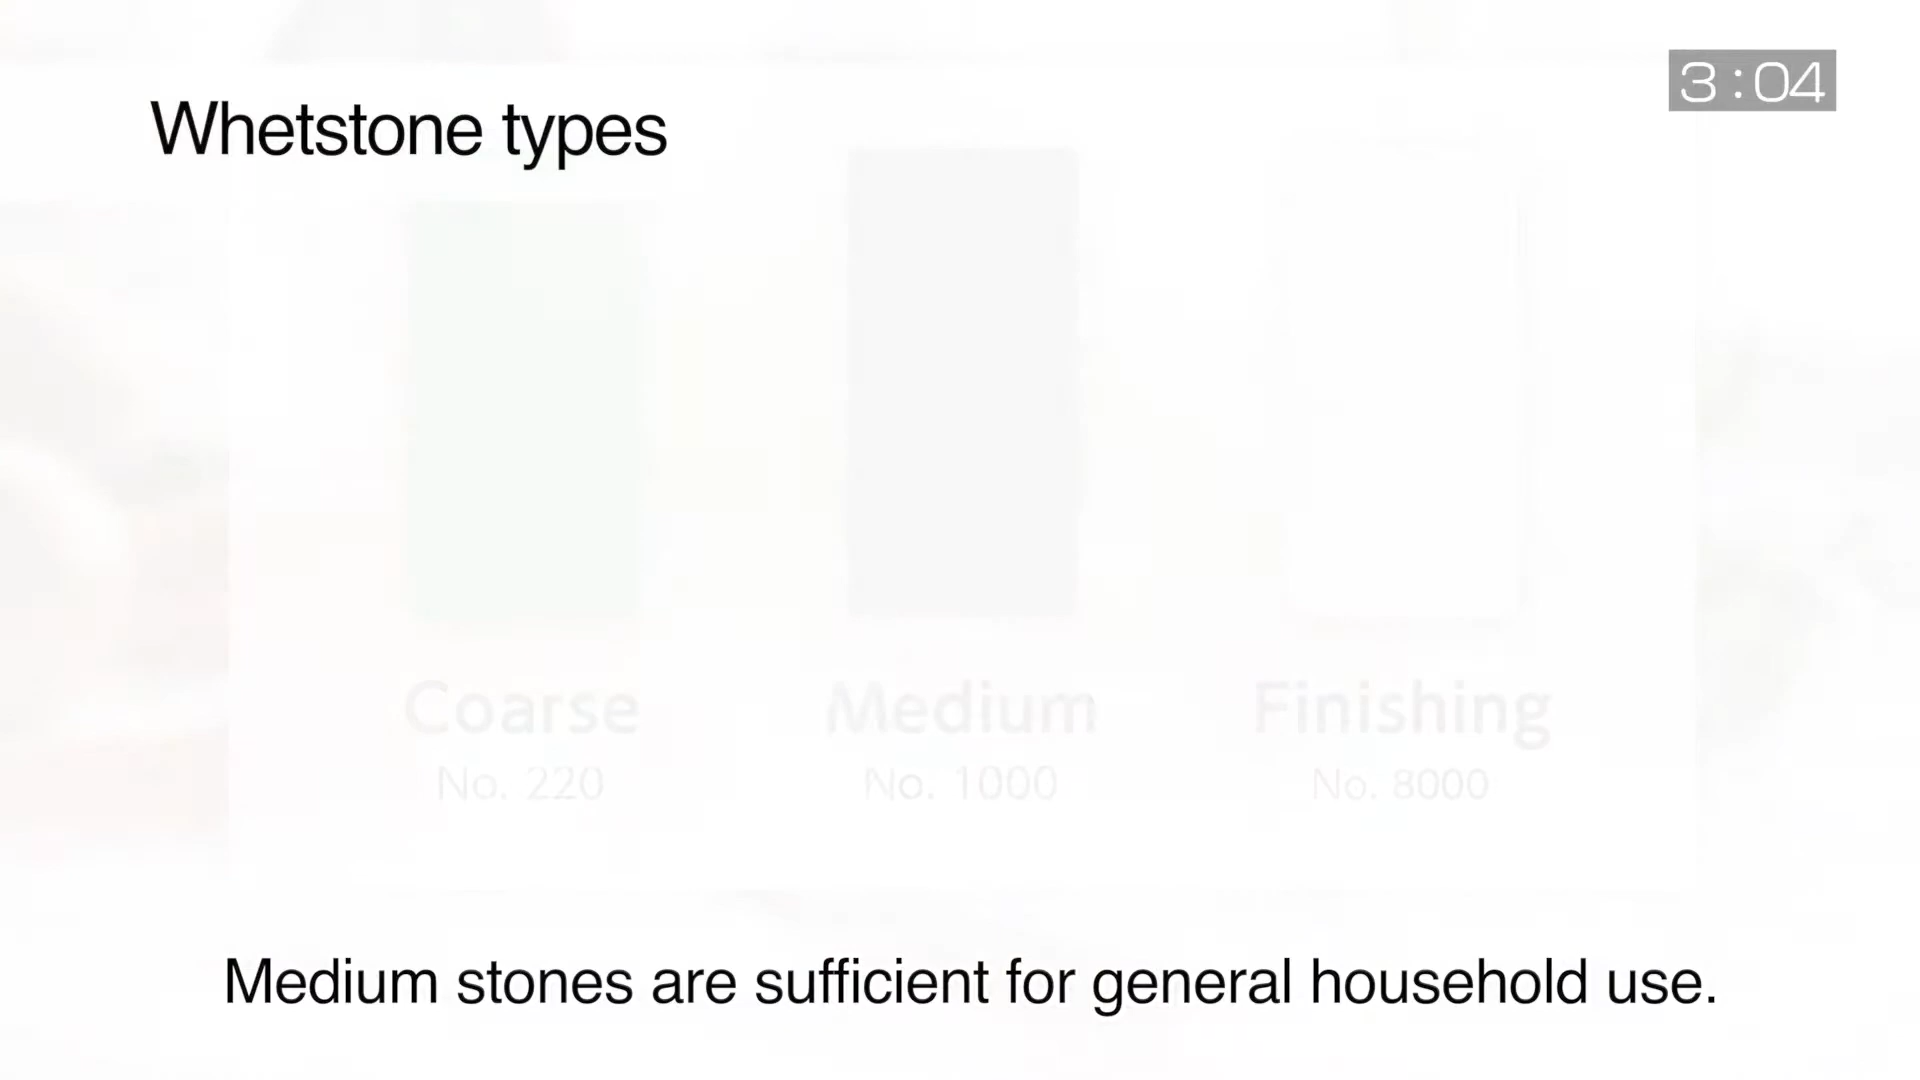 3:04
Whetstone types
Coarse Medium Finishing
No. 220 No. 1000 No. 8000
Medium stones are sufficient for general household use.